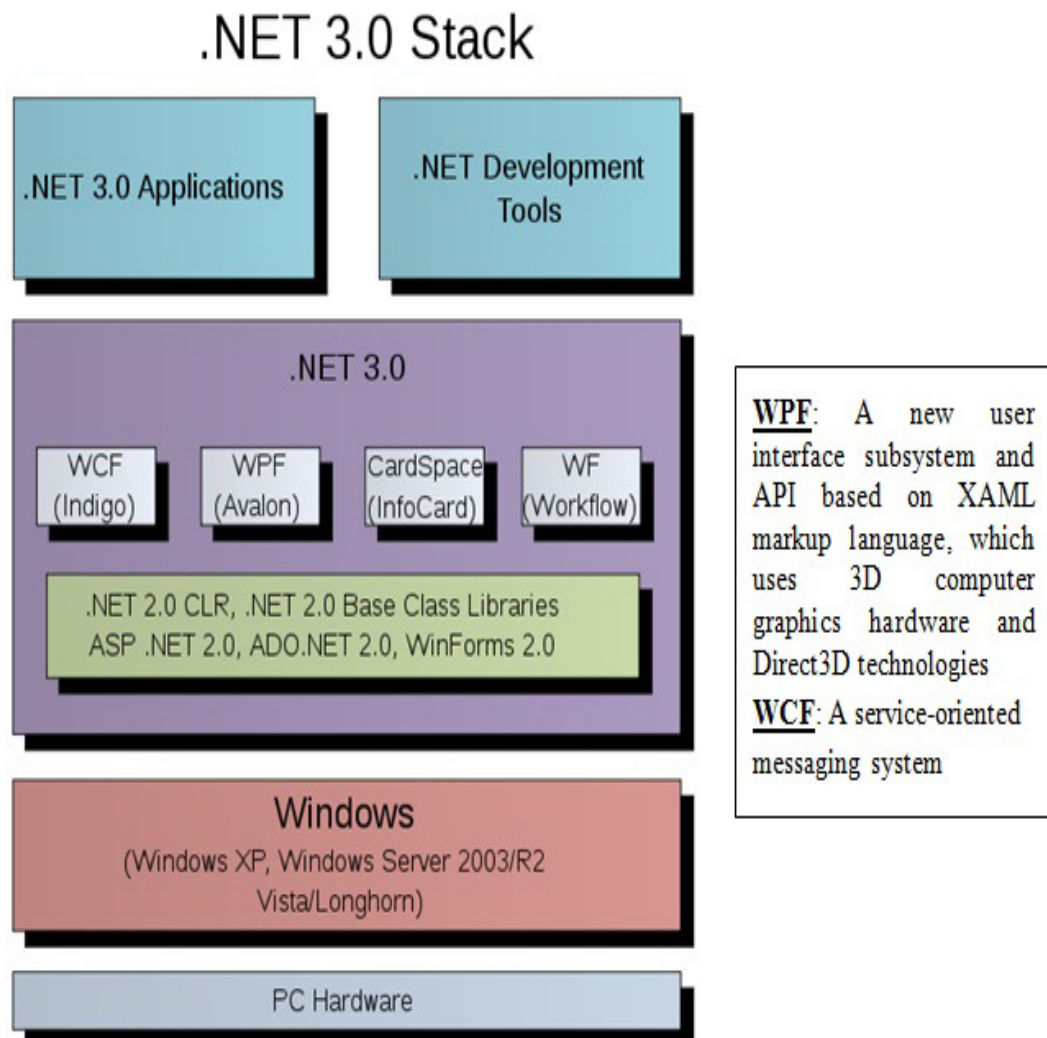 .NET 3.0 Stack
.NET 3.0 Applications
.NET Development
Tools
.NET 3.0
WCF
(Indigo)
WPF
(Avalon)
CardSpace
(InfoCard)
WF
(Workflow)
.NET 2.0 CLR, .NET 2.0 Base Class Libraries
ASP .NET 2.0, ADO.NET 2.0, WinForms 2.0
Windows
(Windows XP, Windows Server 2003/R2
Vista/Longhorn)
PC Hardware
WPF: A new user
interface subsystem and
API based on XAML
markup language, which
uses 3D computer
graphics hardware and
Direct3D technologies
WCF: A service-oriented
messaging system